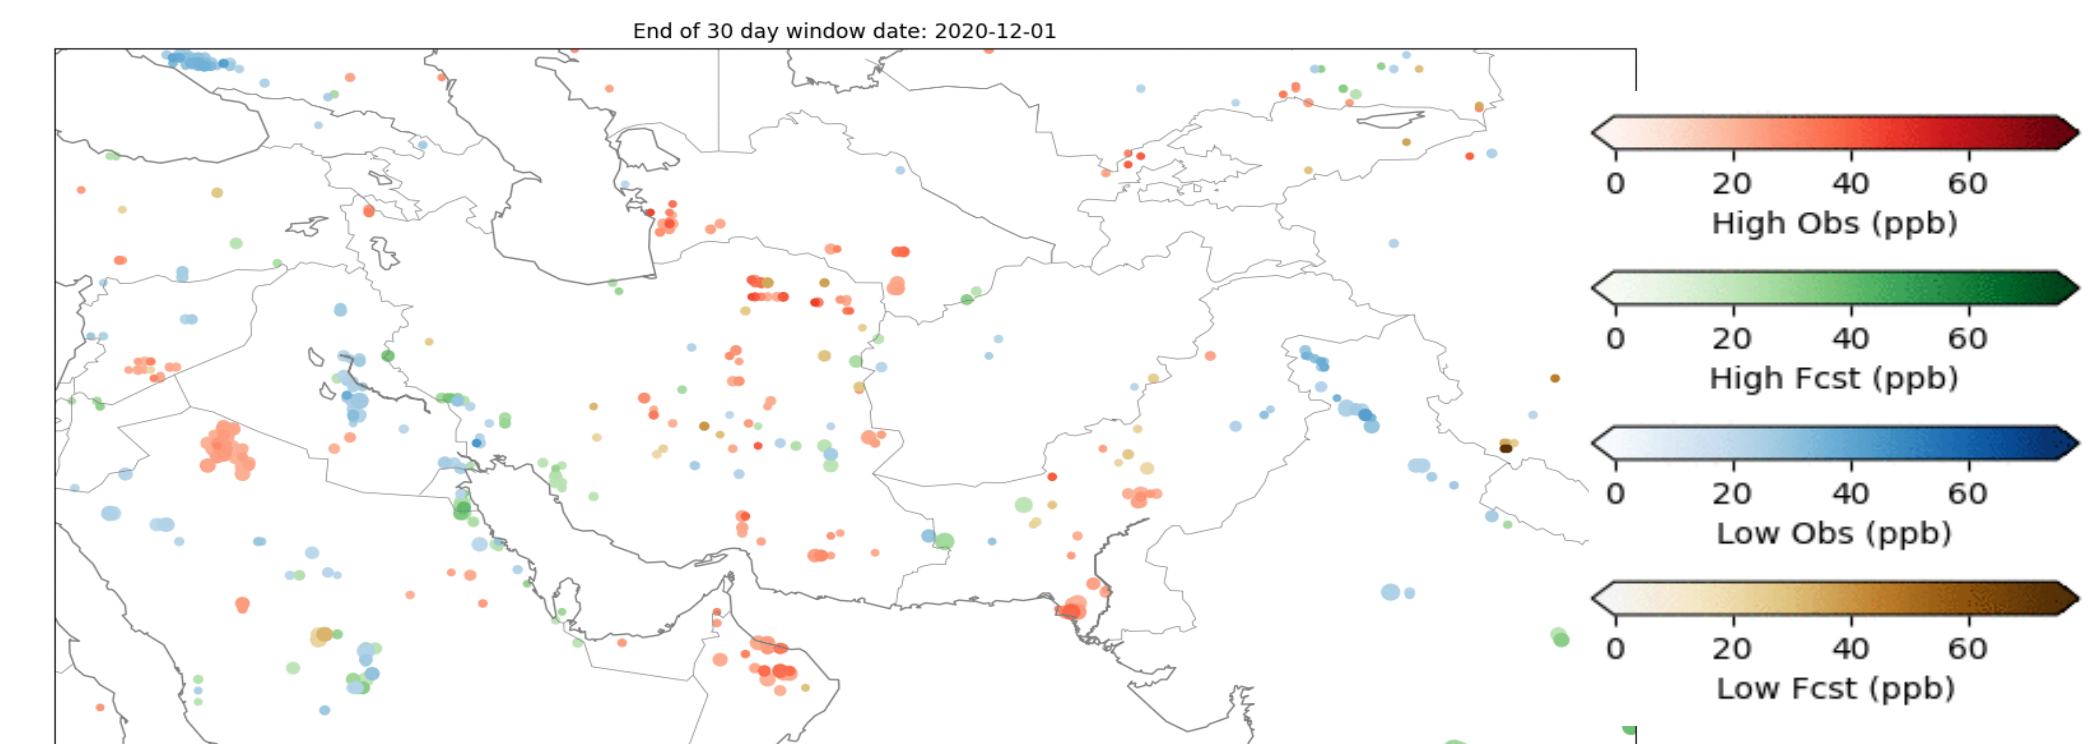 End of 30 day window date: 2020-12-01
0 20 40 60
High Obs (ppb)
0 20 40 60
High Fcst (ppb)
0 20 40 60
Low Obs (ppb)
0 20 40 60
Low Fcst (ppb)